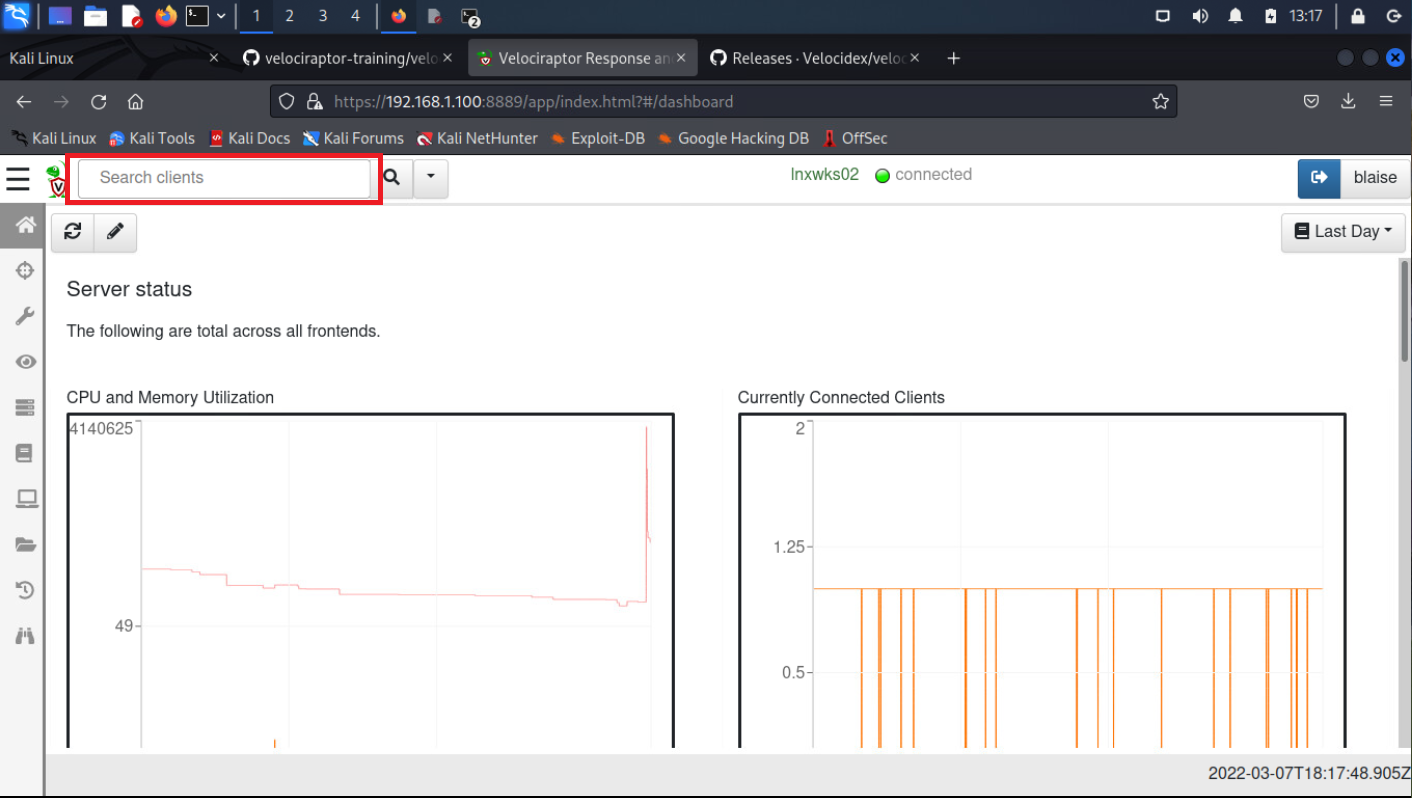 1 2 3 4 2 13:17
Kali Linux velociraptor-training/velo Velociraptor Response an Releases · Velocidex/veloc
https://192.168.1.100:8889/app/index.html?#/dashboard
Kali Linux Kali Tools Kali Docs Kali Forums Kali NetHunter Exploit-DB Google Hacking DB OffSec
Search clients lnxwks02 connected blaise
Last Day
Server status
The following are total across all frontends.
CPU and Memory Utilization Currently Connected Clients
4140625 2
1.25
49
0.5
2022-03-07T18:17:48.905Z